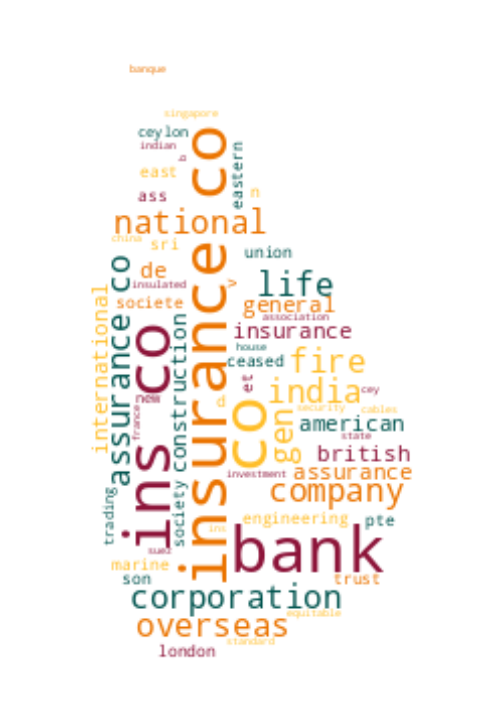 banque
singapore
ceylon
indian
eastern
east
n
ass
insurance co
national
china
sri
union
de
insulated
life
v
assurance co
societe
general
association
international
ins co
construction
insurance
house
ceased
fire
new
d
co
india
cey
france
gen
security
cables
american
state
british
investment
assurance
company
trading
society
engineering
pte
ins
bank
suez
marine
son
trust
corporation
equitable
overseas
standard
london